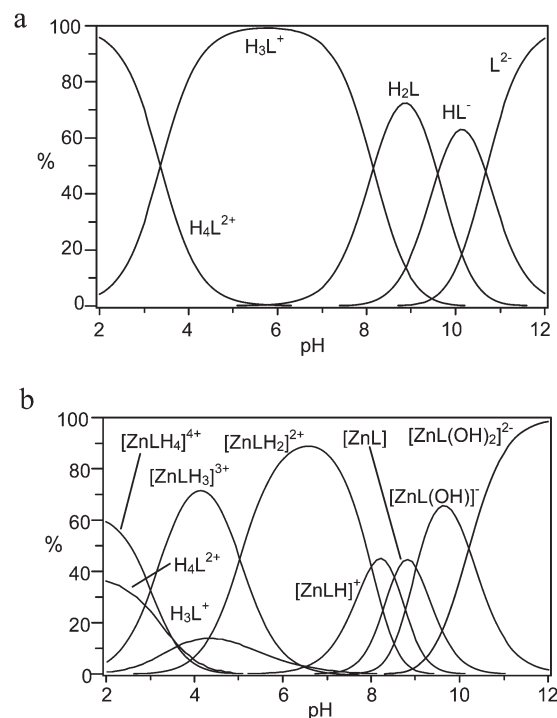 a
100
80
60
40
20
0
%
H₃L⁺
H₂L
HL⁻
L²⁻
H₄L²⁺
2 4 6 8 10 12
pH
b
100
80
60
40
20
0
%
[ZnLH₄]⁴⁺
[ZnLH₃]³⁺
[ZnLH₂]²⁺
[ZnL]
[ZnL(OH)₂]²⁻
[ZnL(OH)]⁻
H₄L²⁺
H₃L⁺
[ZnLH]⁺
2 4 6 8 10 12
pH